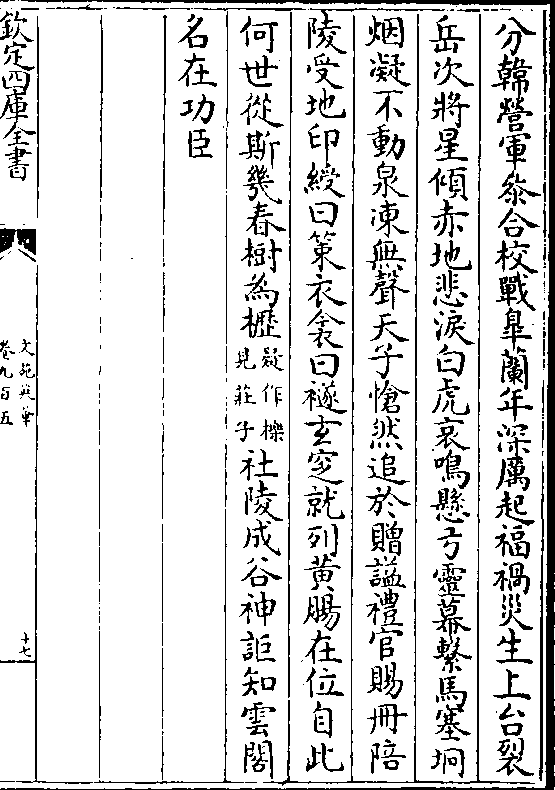 分韓營軍叅合校戰臯蘭年深厲起福禍災生上台裂
岳次將星傾赤地悲淚白虎哀鳴懸弓靈幕繫馬塞坰
烟凝不動泉凍無聲天子愴然追於贈謚禮官賜冊陪
陵受地印綬曰策衣衾曰襚玄穸就列黄腸在位自此
何世從斯幾春樹為櫪疑作櫟見莊子社陵成谷神詎知雲閣
名在功臣
欽定四庫全書
文苑英華
卷九百五
十七